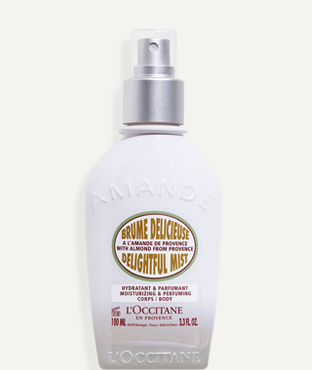 AMANDE
BRUME DELICIEUSE
A L'AMANDE DE PROVENCE
WITH ALMOND FROM PROVENCE
DELIGHTFUL MIST
HYDRATANT & PARFUMANT
MOISTURIZING & PERFUMING
CORPS / BODY
L'OCCITANE
EN PROVENCE
100 ML 3.3 FL. OZ.
L'OCCITANE